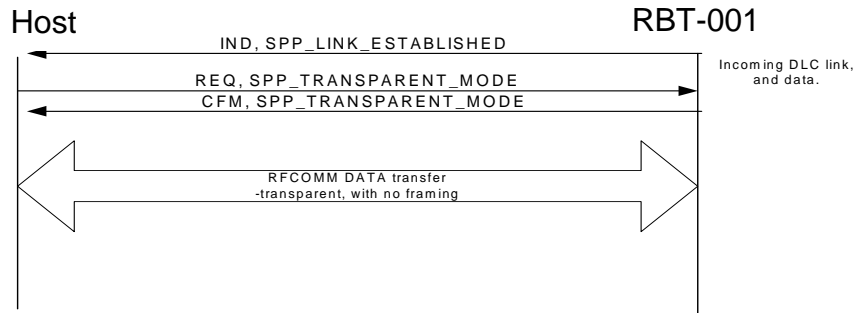 Host
RBT-001
IND, SPP_LINK_ESTABLISHED
Incoming DLC link,
and data.
REQ, SPP_TRANSPARENT_MODE
CFM, SPP_TRANSPARENT_MODE
RFCOMM DATA transfer
-transparent, with no framing